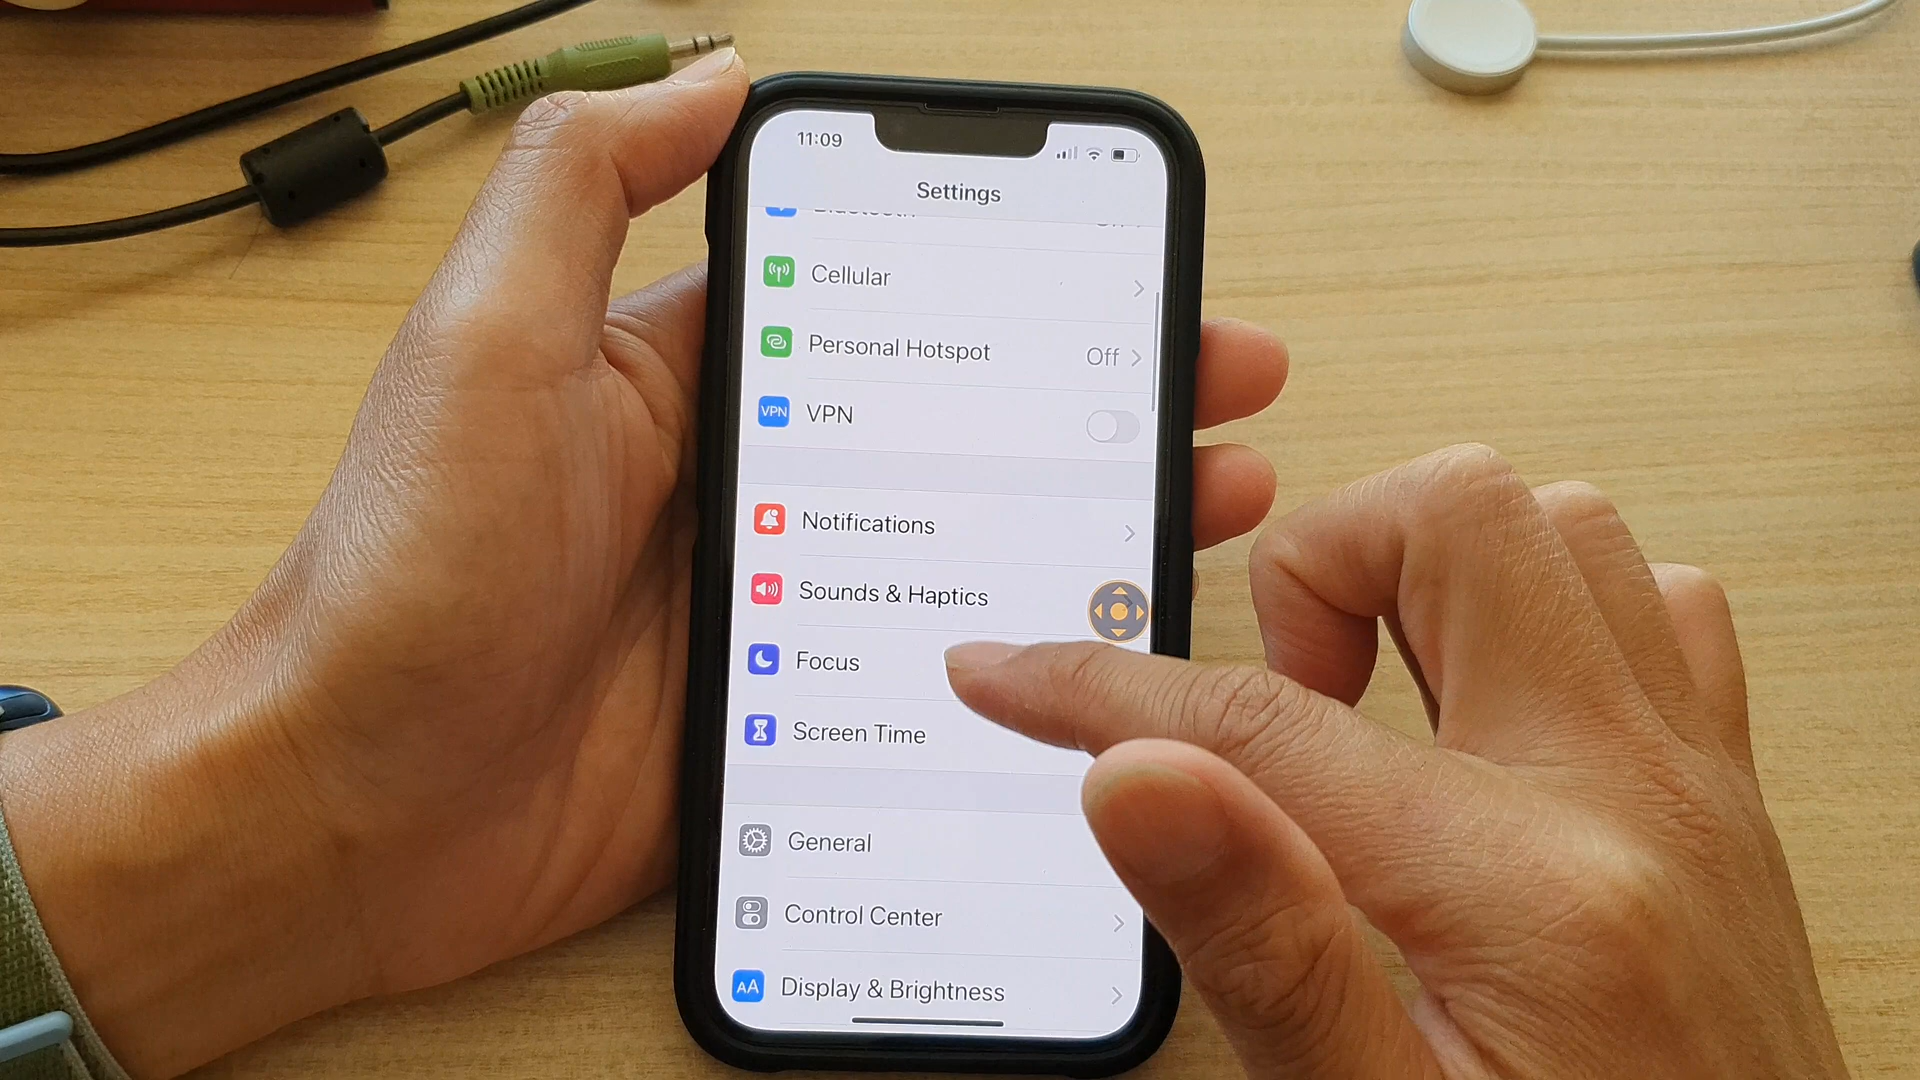 11:09
Settings
Bluetooth
Cellular
Personal Hotspot Off
VPN VPN
Notifications
Sounds & Haptics
Focus
Screen Time
General
Control Center
AA Display & Brightness